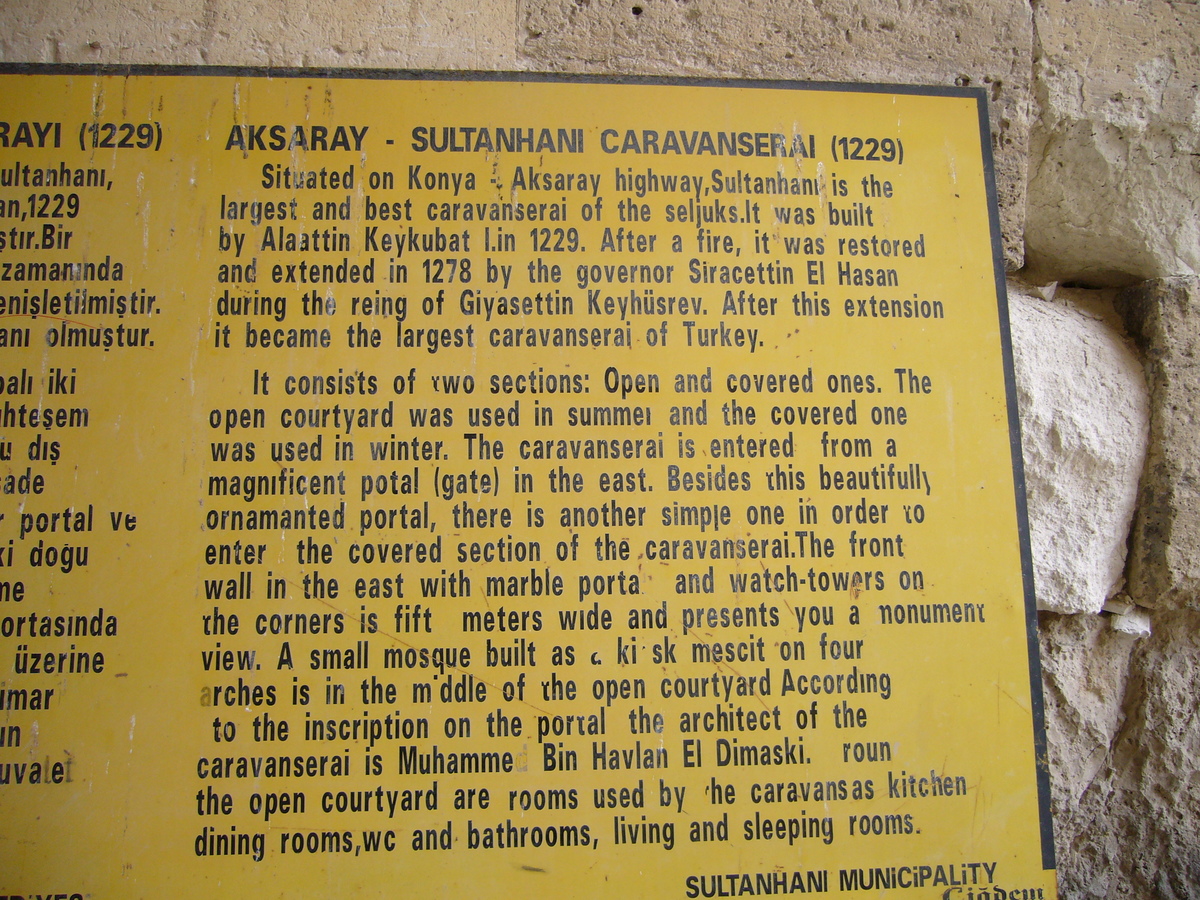 RAYI (1229)
ultanhanı,
an,1229
ştır.Bir
zamanında
enişletilmiştir.
anı olmuştur.
balı iki
uhteşem
u dış
sade
r portal ve
ki doğu
me
ortasında
üzerine
imar
un
uvalet
AKSARAY - SULTANHANI CARAVANSERAI (1229)
Situated on Konya - Aksaray highway,Sultanhanı is the
largest and best caravanserai of the seljuks.It was built
by Alaattin Keykubat I.in 1229. After a fire, it was restored
and extended in 1278 by the governor Siracettin El Hasan
during the reing of Giyasettin Keyhüsrev. After this extension
it became the largest caravanserai of Turkey.
It consists of two sections: Open and covered ones. The
open courtyard was used in summer and the covered one
was used in winter. The caravanserai is entered from a
magnificent potal (gate) in the east. Besides this beautifully
ornamanted portal, there is another simple one in order to
enter the covered section of the caravanserai.The front
wall in the east with marble porta and watch-towers on
the corners is fift meters wide and presents you a monument
view. A small mosque built as a ki sk mescit on four
arches is in the m ddle of the open courtyard According
to the inscription on the portal the architect of the
caravanserai is Muhammed Bin Havlan El Dimaski. roun
the open courtyard are rooms used by he caravans as kitchen
dining rooms,wc and bathrooms, living and sleeping rooms.
SULTANHANI MUNiCiPALiTY
Çiğdem